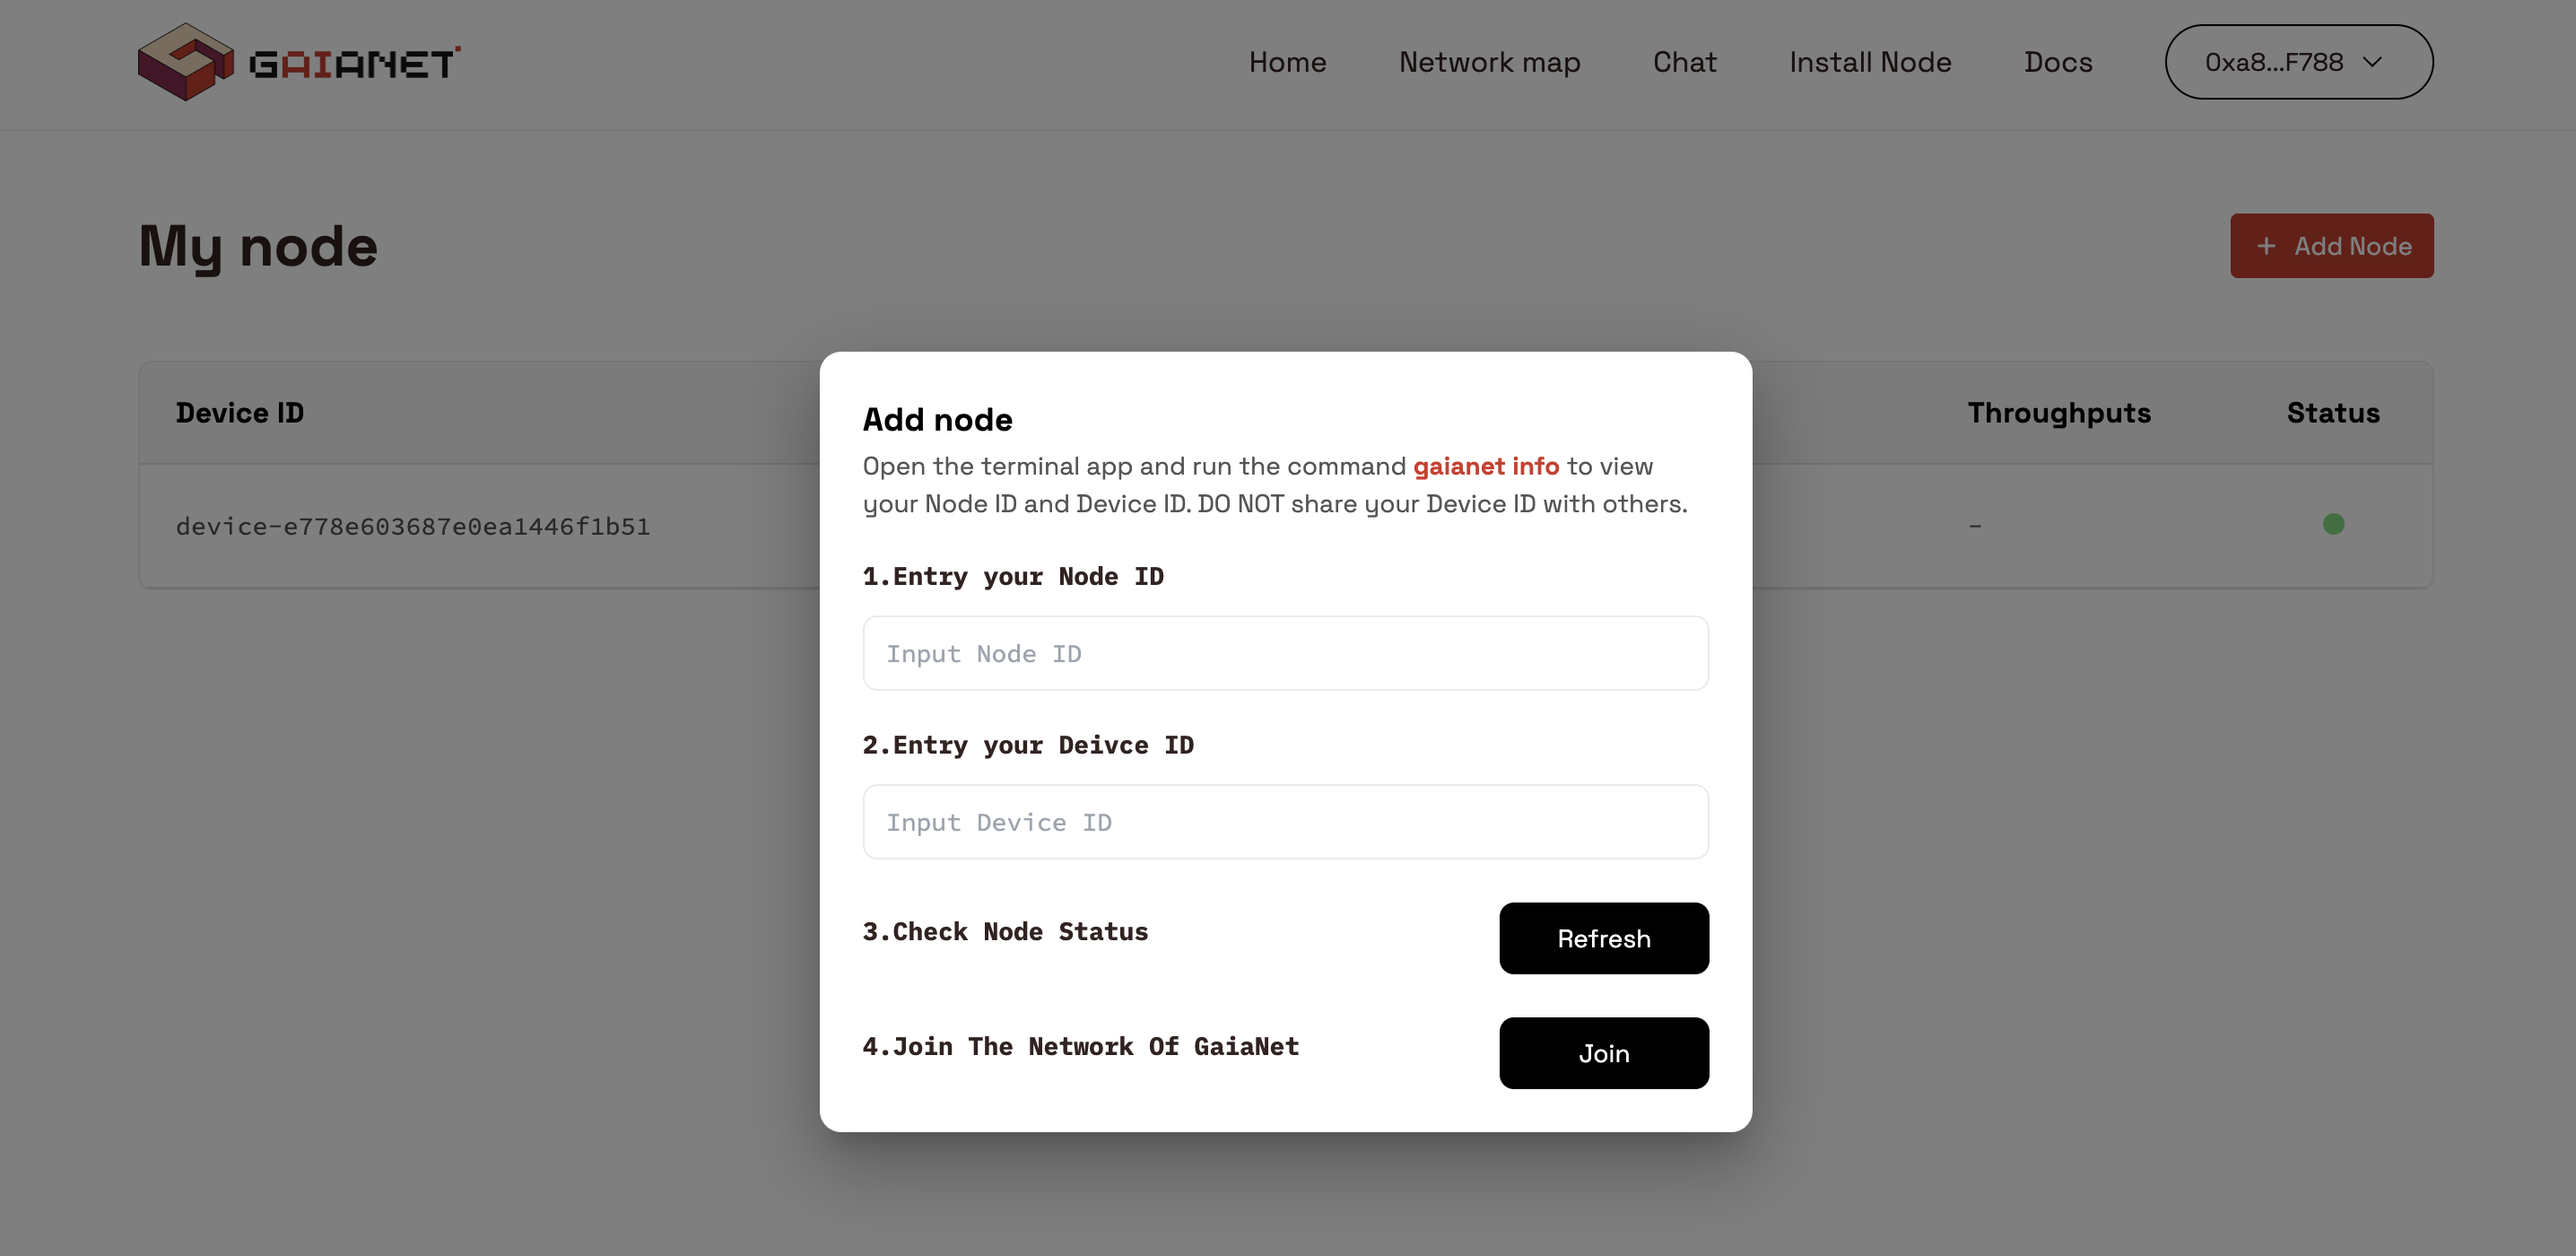 GAIANET
Home
Network map
Chat
Install Node
Docs
0xa8...F788
My node
+ Add Node
Device ID
Throughputs
Status
device-e778e603687e0ea1446f1b51
–
Add node
Open the terminal app and run the command gaianet info to view
your Node ID and Device ID. DO NOT share your Device ID with others.
1.Entry your Node ID
Input Node ID
2.Entry your Deivce ID
Input Device ID
3.Check Node Status
Refresh
4.Join The Network Of GaiaNet
Join